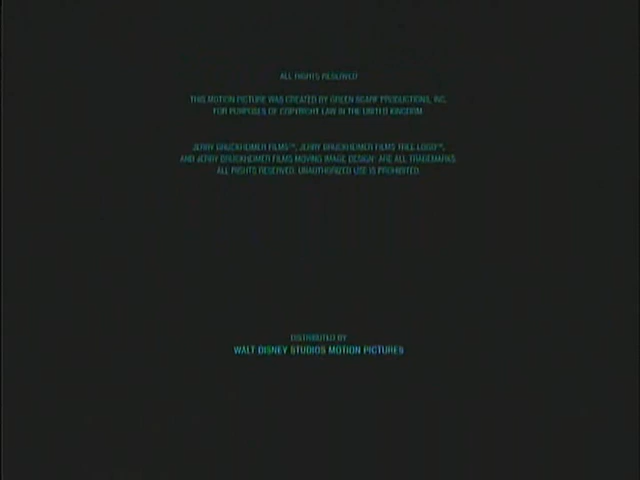 ALL RIGHTS RESERVED
THIS MOTION PICTURE WAS CREATED BY GREEN SCARF PRODUCTIONS, INC.
FOR PURPOSES OF COPYRIGHT LAW IN THE UNITED KINGDOM
JERRY BRUCKHEIMER FILMS™, JERRY BRUCKHEIMER FILMS TREE LOGO™,
AND JERRY BRUCKHEIMER FILMS MOVING IMAGE DESIGN™ ARE ALL TRADEMARKS.
ALL RIGHTS RESERVED. UNAUTHORIZED USE IS PROHIBITED.
DISTRIBUTED BY
WALT DISNEY STUDIOS MOTION PICTURES